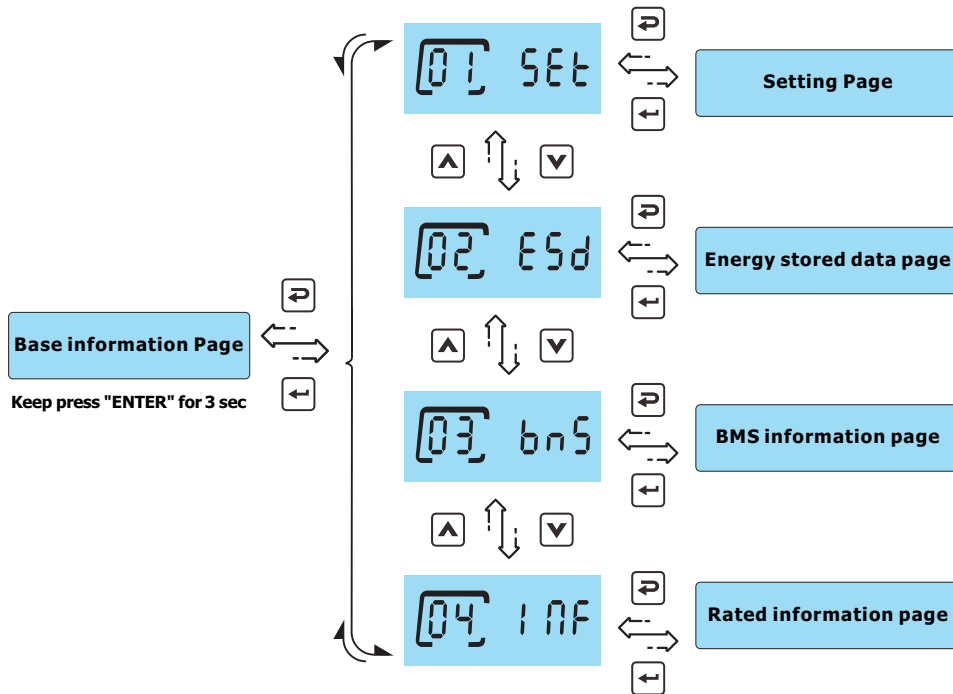 01 SEt
Setting Page
02 ESd
Energy stored data page
Base information Page
Keep press "ENTER" for 3 sec
03 bnS
BMS information page
04 INF
Rated information page